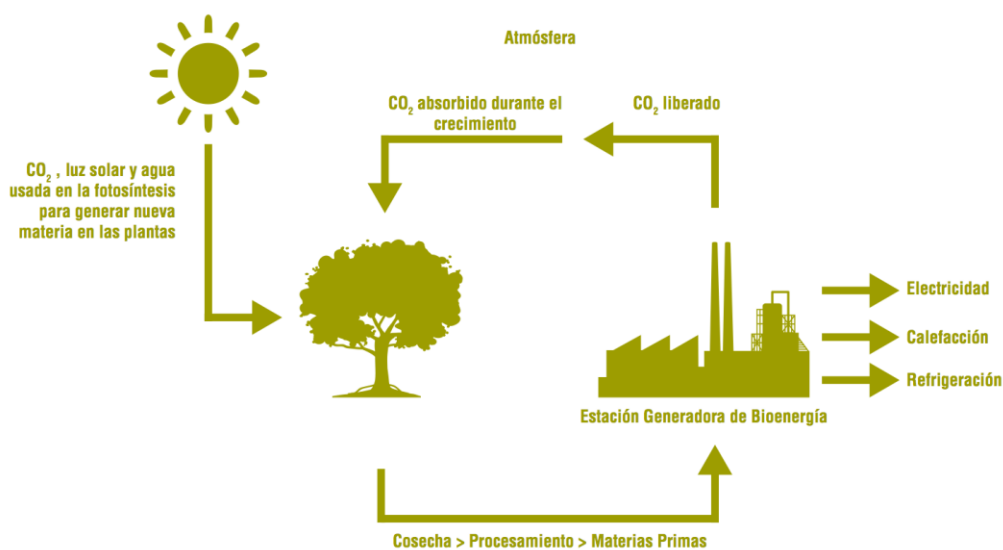 Atmósfera
CO₂ absorbido durante el
crecimiento
CO₂ liberado
CO₂ , luz solar y agua
usada en la fotosíntesis
para generar nueva
materia en las plantas
Electricidad
Calefacción
Refrigeración
Estación Generadora de Bioenergía
Cosecha > Procesamiento > Materias Primas